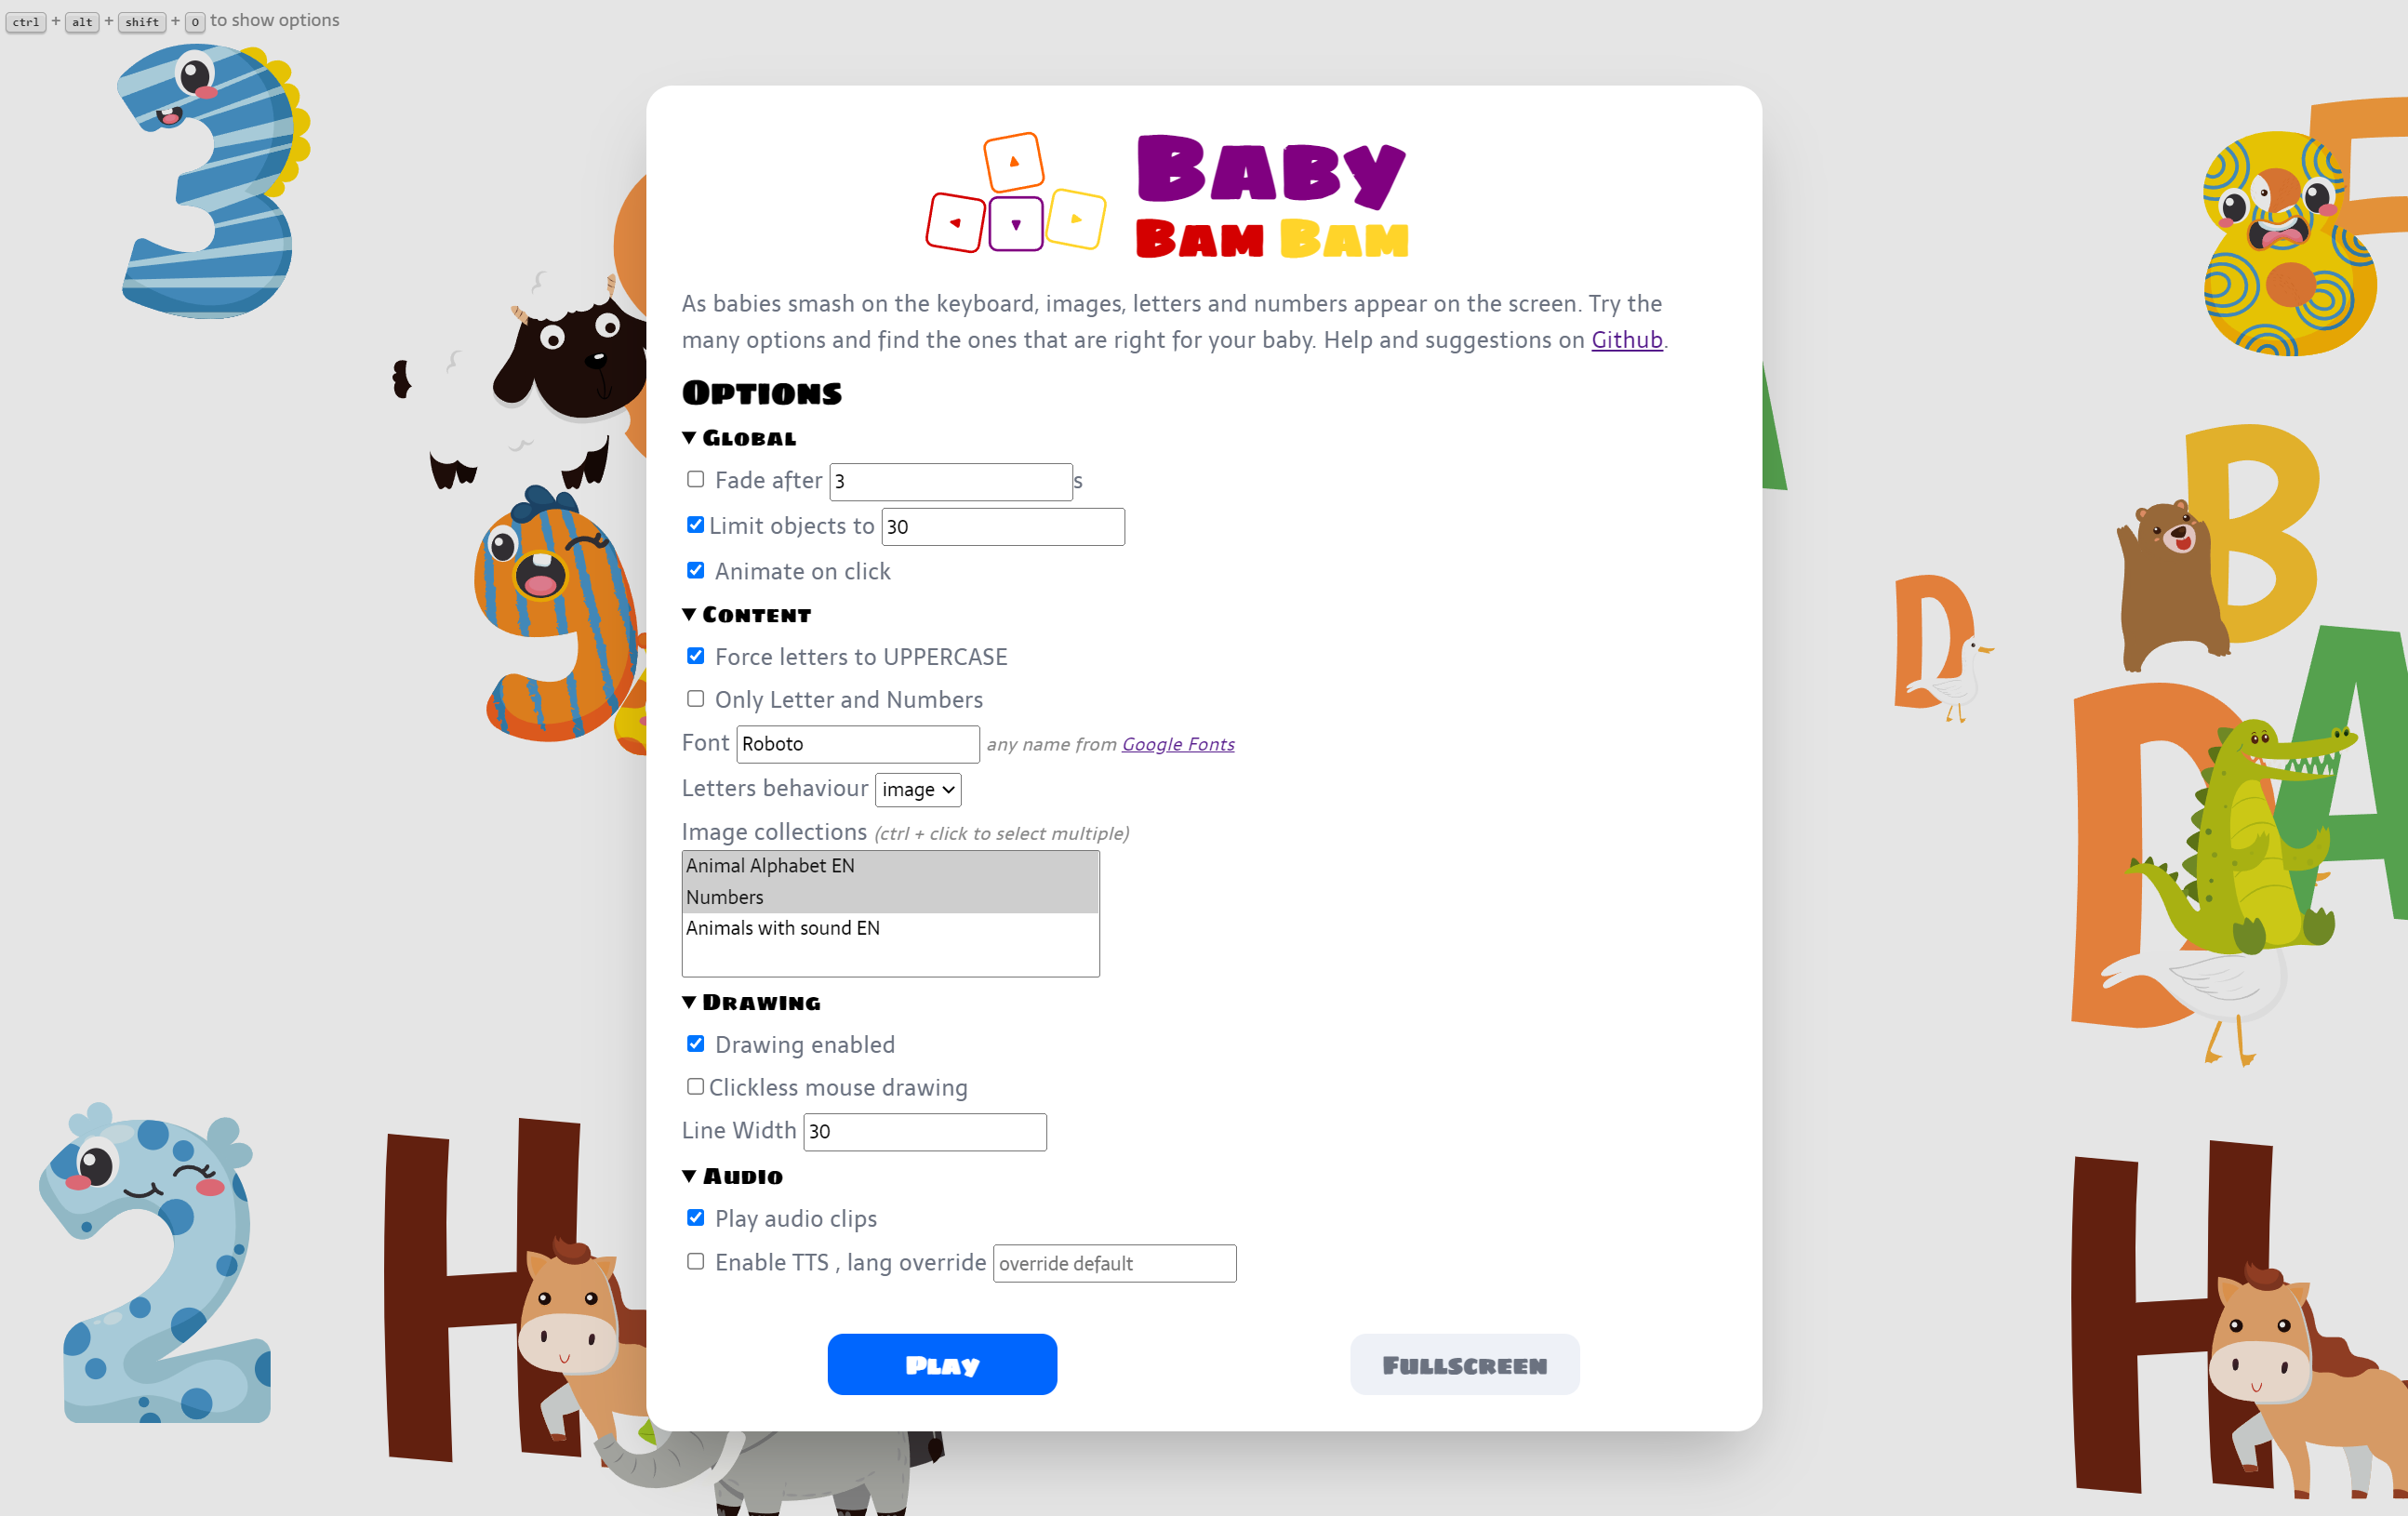 ctrl + alt + shift + O to show options
BABY
BAM BAM
As babies smash on the keyboard, images, letters and numbers appear on the screen. Try the
many options and find the ones that are right for your baby. Help and suggestions on Github.
OPTIONS
GLOBAL
Fade after 3 s
Limit objects to 30
Animate on click
CONTENT
Force letters to UPPERCASE
Only Letter and Numbers
Font Roboto any name from Google Fonts
Letters behaviour image
Image collections (ctrl + click to select multiple)
Animal Alphabet EN
Numbers
Animals with sound EN
DRAWING
Drawing enabled
Clickless mouse drawing
Line Width 30
AUDIO
Play audio clips
Enable TTS , lang override override default
PLAY FULLSCREEN
3
9
2
H
8
B
D
A
D
H